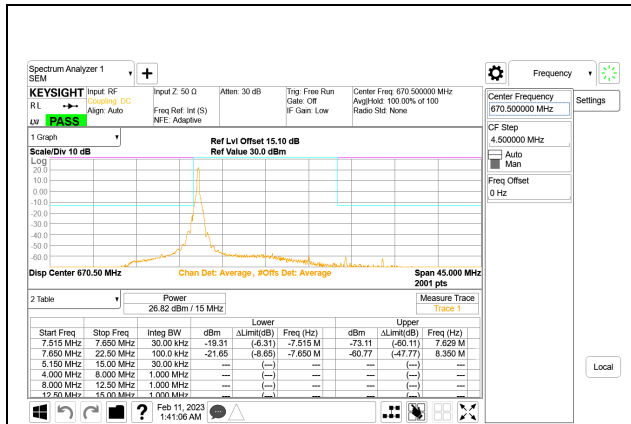 Spectrum Analyzer 1
SEM
Frequency
KEYSIGHT
R L
LXI PASS
Input: RF
Coupling: DC
Align: Auto
Input Z: 50 Ω
Freq Ref: Int (S)
NFE: Adaptive
Atten: 30 dB
Trig: Free Run
Gate: Off
IF Gain: Low
Center Freq: 670.500000 MHz
Avg|Hold: 100.00% of 100
Radio Std: None
Center Frequency
670.500000 MHz
Settings
CF Step
4.500000 MHz
Auto
Man
Freq Offset
0 Hz
Local
1 Graph
Scale/Div 10 dB
Ref Lvl Offset 15.10 dB
Ref Value 30.0 dBm
Log
20.0
10.0
0.00
-10.0
-20.0
-30.0
-40.0
-50.0
-60.0
Disp Center 670.50 MHz
Chan Det: Average, #Offs Det: Average
Span 45.000 MHz
2001 pts
2 Table
Power
26.82 dBm / 15 MHz
Measure Trace
Trace 1
Lower Upper
Start Freq Stop Freq Integ BW dBm ΔLimit(dB) Freq (Hz) dBm ΔLimit(dB) Freq (Hz)
7.515 MHz 7.650 MHz 30.00 kHz -19.31 (-6.31) -7.515 M -73.11 (-60.11) 7.629 M
7.650 MHz 22.50 MHz 100.0 kHz -21.65 (-8.65) -7.650 M -60.77 (-47.77) 8.350 M
5.150 MHz 15.00 MHz 30.00 kHz --- (---) --- --- (---) ---
4.000 MHz 8.000 MHz 1.000 MHz --- (---) --- --- (---) ---
8.000 MHz 12.50 MHz 1.000 MHz --- (---) --- --- (---) ---
12.50 MHz 15.00 MHz 1.000 MHz --- (---) --- --- (---) ---
Feb 11, 2023
1:41:06 AM